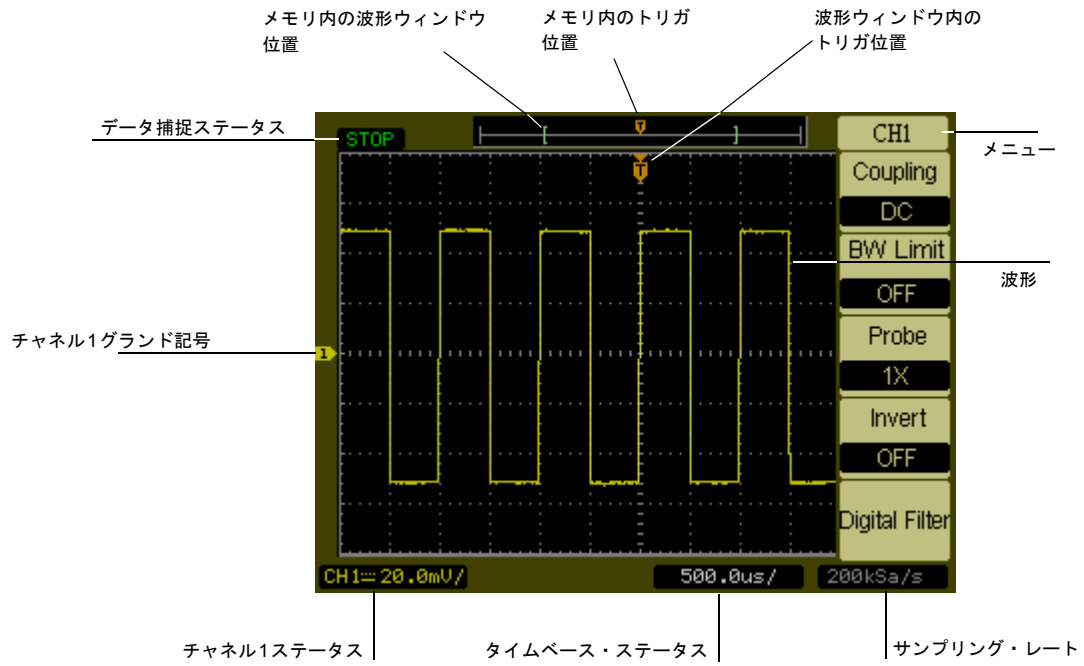 メモリ内の波形ウィンドウ
位置
メモリ内のトリガ
位置
波形ウィンドウ内の
トリガ位置
データ捕捉ステータス
STOP
T
CH1
メニュー
T
Coupling
DC
BW Limit
波形
OFF
チャネル1グランド記号
1
Probe
1X
Invert
OFF
Digital Filter
CH1 20.0mV/
500.0us/
200kSa/s
チャネル1ステータス
タイムベース・ステータス
サンプリング・レート